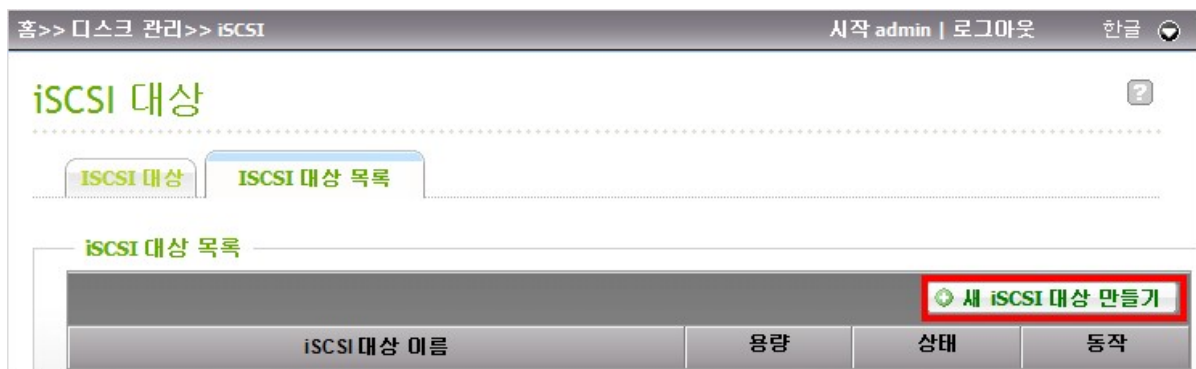 홈>> 디스크 관리>> iSCSI 시작 admin | 로그아웃 한글
iSCSI 대상
?
ISCSI 대상 ISCSI 대상 목록
iSCSI 대상 목록
새 iSCSI 대상 만들기
iSCSI 대상 이름 용량 상태 동작